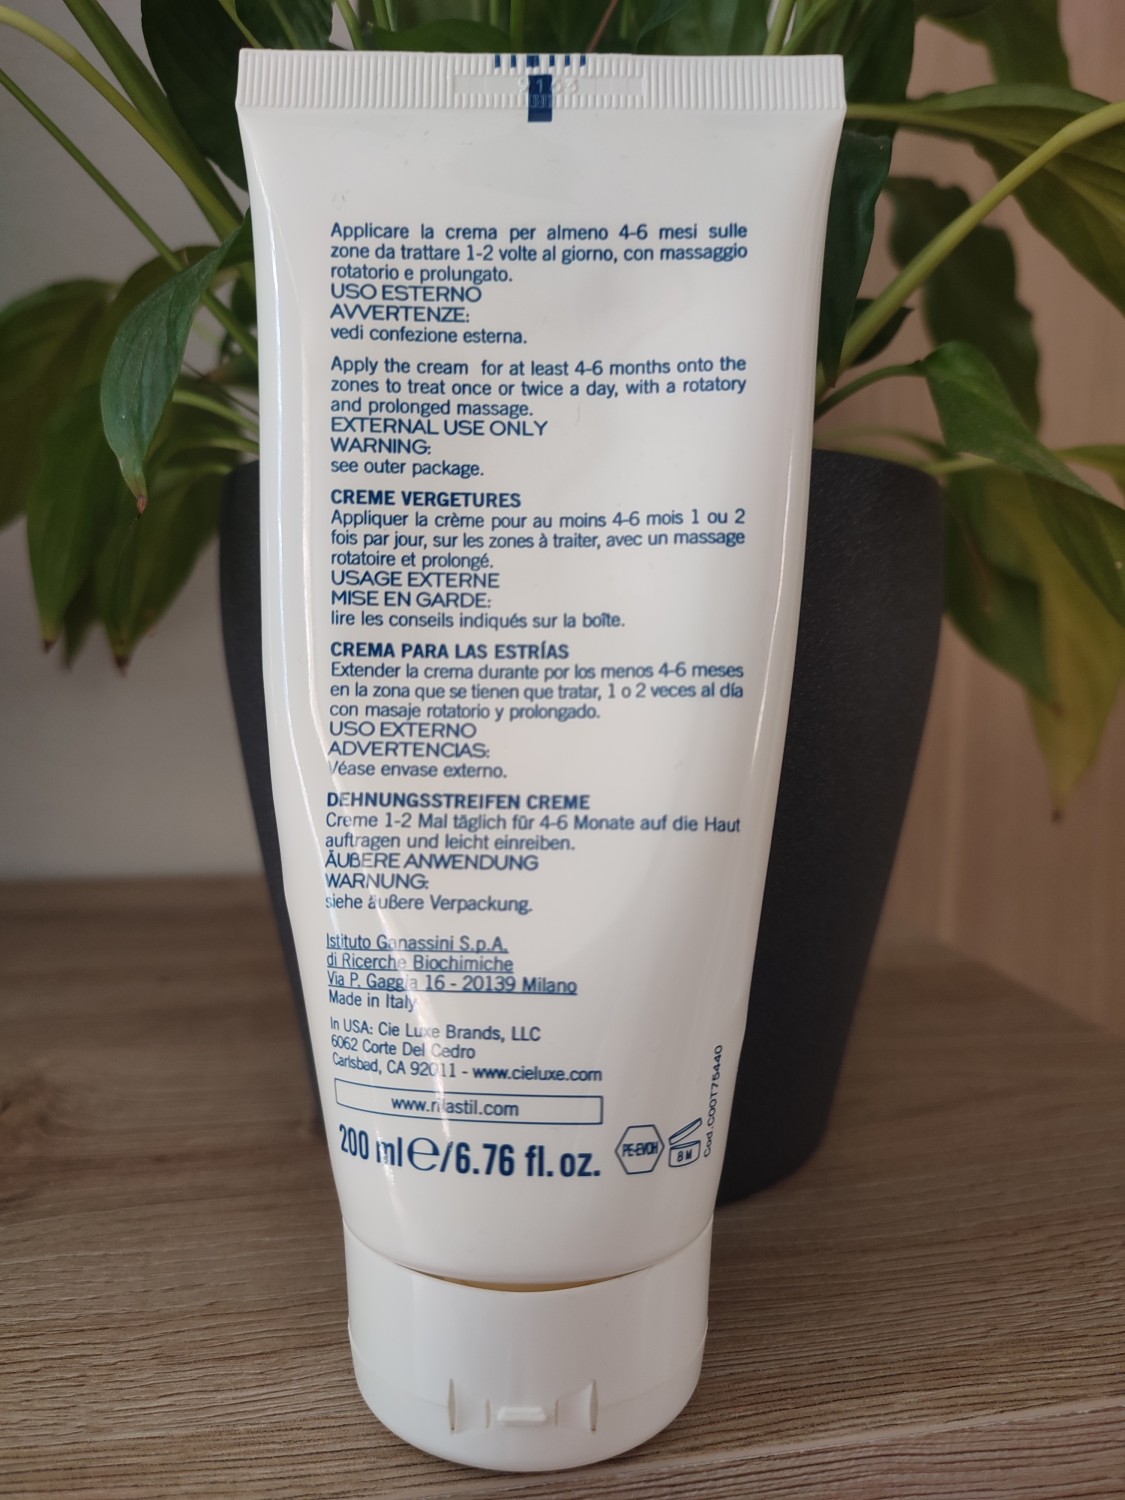 Applicare la crema per almeno 4-6 mesi sulle
zone da trattare 1-2 volte al giorno, con massaggio
rotatorio e prolungato.
USO ESTERNO
AVVERTENZE:
vedi confezione esterna.
Apply the cream for at least 4-6 months onto the
zones to treat once or twice a day, with a rotatory
and prolonged massage.
EXTERNAL USE ONLY
WARNING:
see outer package.
CREME VERGETURES
Appliquer la crème pour au moins 4-6 mois 1 ou 2
fois par jour, sur les zones à traiter, avec un massage
rotatoire et prolongé.
USAGE EXTERNE
MISE EN GARDE:
lire les conseils indiqués sur la boîte.
CREMA PARA LAS ESTRÍAS
Extender la crema durante por los menos 4-6 meses
en la zona que se tienen que tratar, 1 o 2 veces al día
con masaje rotatorio y prolongado.
USO EXTERNO
ADVERTENCIAS:
Véase envase externo.
DEHNUNGSSTREIFEN CREME
Creme 1-2 Mal täglich für 4-6 Monate auf die Haut
auftragen und leicht einreiben.
ÄUßERE ANWENDUNG
WARNUNG:
siehe äußere Verpackung.
Istituto Ganassini S.p.A.
di Ricerche Biochimiche
Via P. Gaggia 16 - 20139 Milano
Made in Italy
In USA: Cie Luxe Brands, LLC
6062 Corte Del Cedro
Carlsbad, CA 92011 - www.cieluxe.com
www.rilastil.com
200 ml e/6.76 fl. oz.
PE-EVOH
8 M
Cod.COOT75440